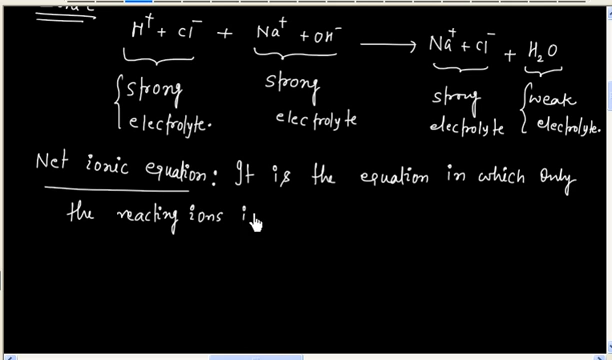 H⁺ + Cl⁻ + Na⁺ + OH⁻ ⟶ Na⁺ + Cl⁻ + H₂O
strong strong strong weak
electrolyte. electrolyte electrolyte electrolyte.
Net ionic equation: It is the equation in which only
the reacting ions i